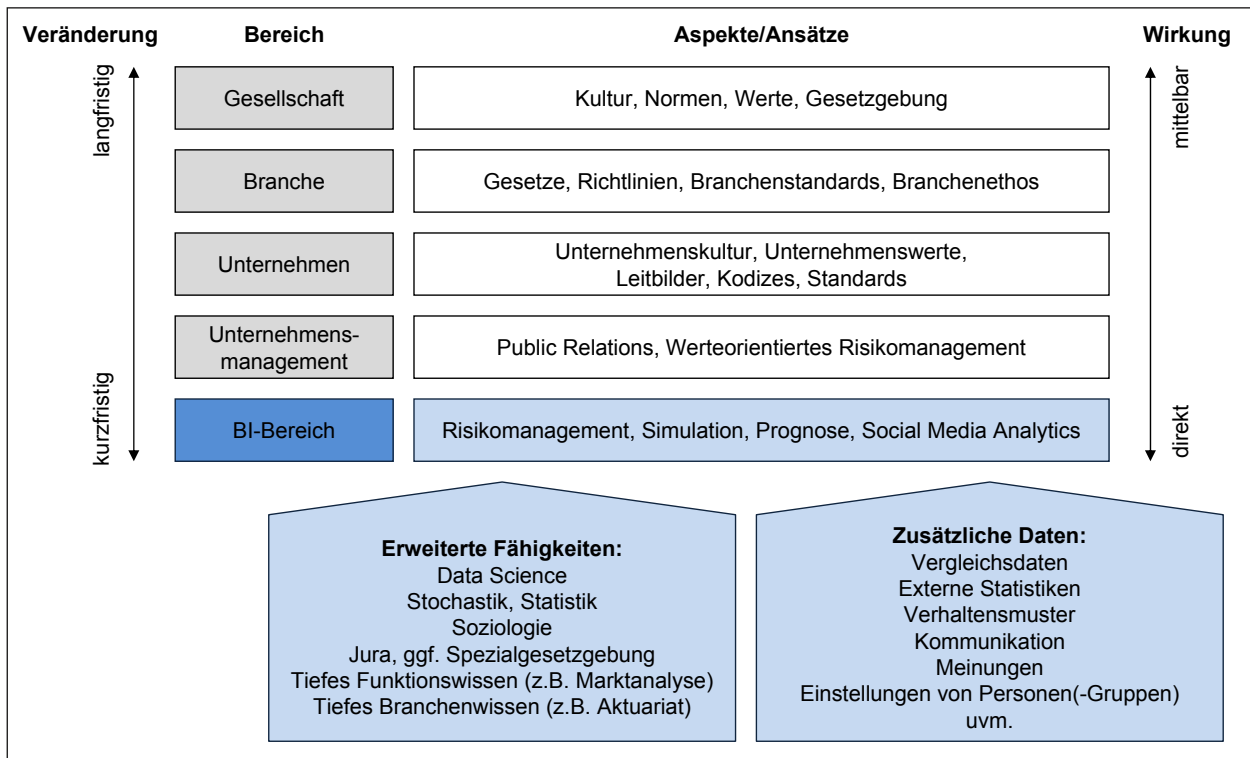 Veränderung
Bereich
Aspekte/Ansätze
Wirkung
langfristig
kurzfristig
Gesellschaft
Kultur, Normen, Werte, Gesetzgebung
Branche
Gesetze, Richtlinien, Branchenstandards, Branchenethos
Unternehmen
Unternehmenskultur, Unternehmenswerte,
Leitbilder, Kodizes, Standards
Unternehmens-
management
Public Relations, Werteorientiertes Risikomanagement
BI-Bereich
Risikomanagement, Simulation, Prognose, Social Media Analytics
mittelbar
direkt
Erweiterte Fähigkeiten:
Data Science
Stochastik, Statistik
Soziologie
Jura, ggf. Spezialgesetzgebung
Tiefes Funktionswissen (z.B. Marktanalyse)
Tiefes Branchenwissen (z.B. Aktuariat)
Zusätzliche Daten:
Vergleichsdaten
Externe Statistiken
Verhaltensmuster
Kommunikation
Meinungen
Einstellungen von Personen(-Gruppen)
uvm.